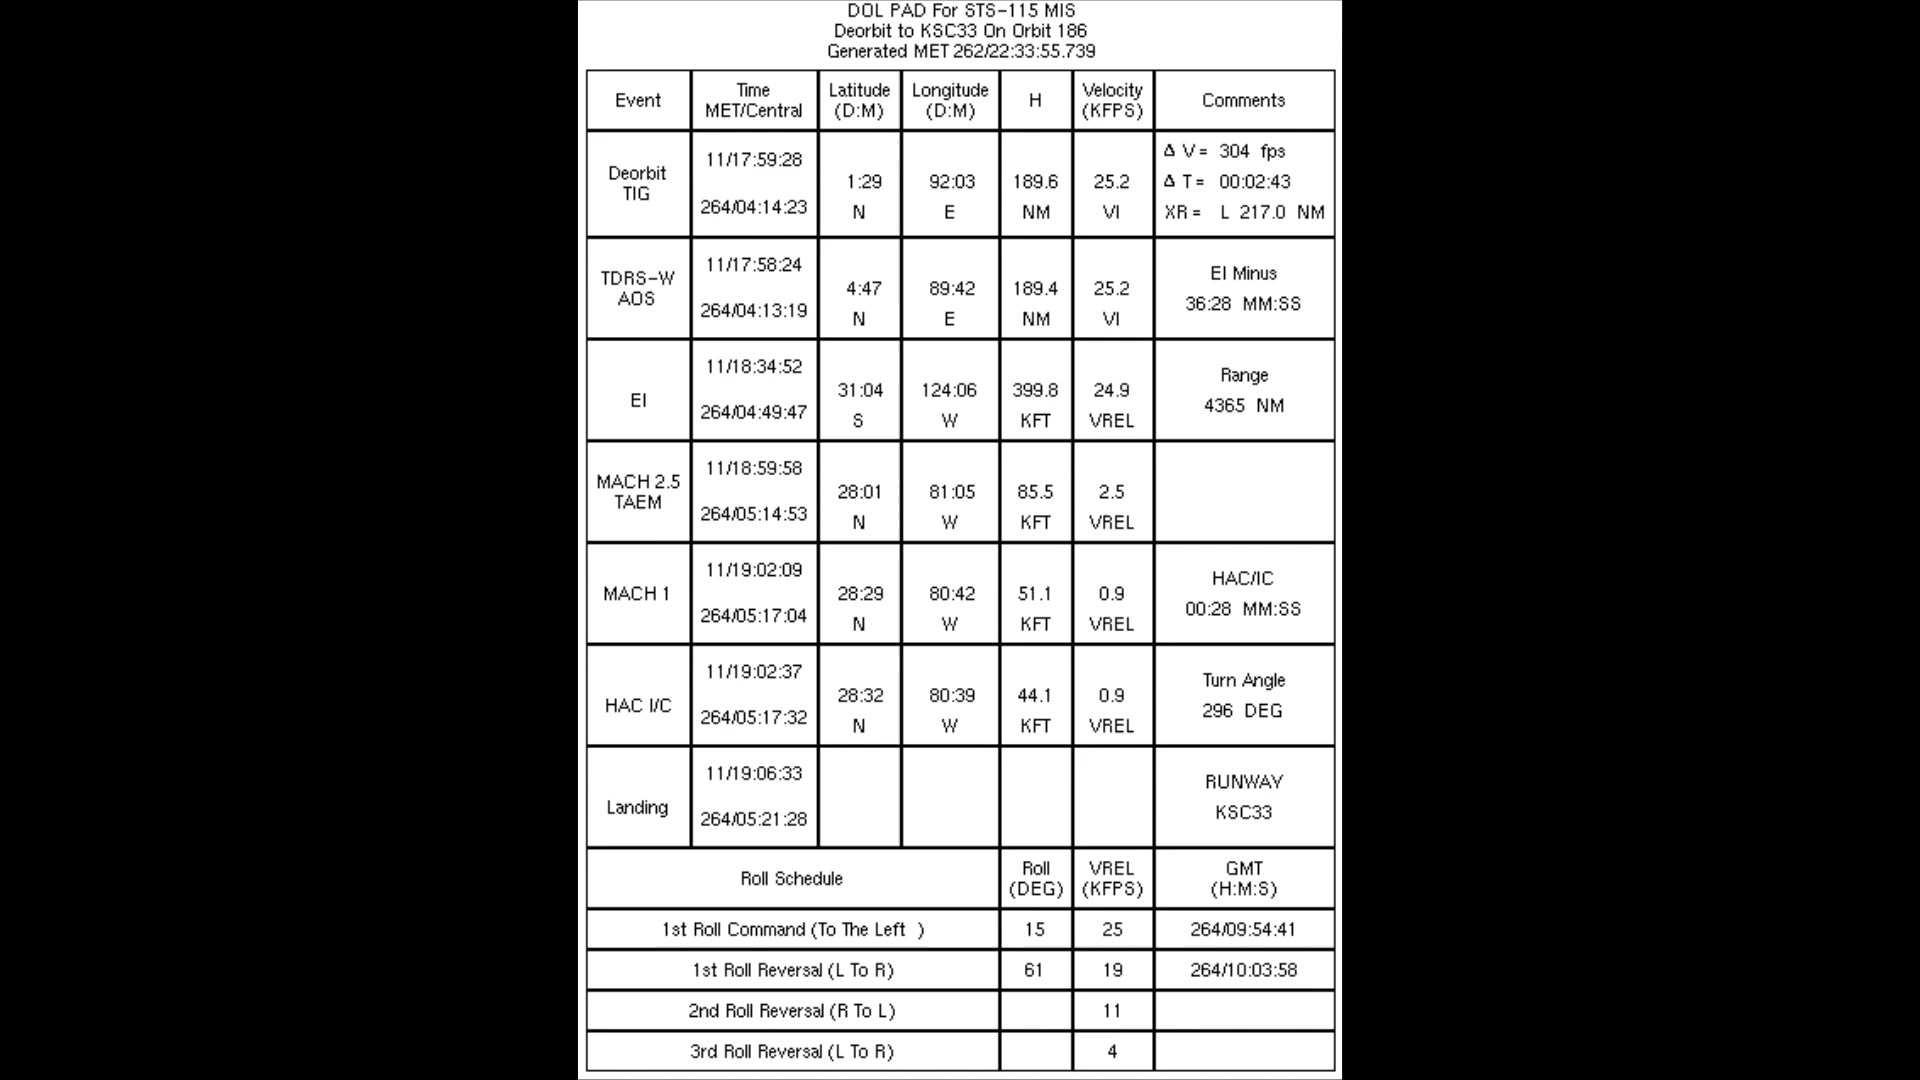 DOL PAD For STS-115 MIS
Deorbit to KSC33 On Orbit 186
Generated MET 262/22:33:55.739
Event Time MET/Central Latitude (D:M) Longitude (D:M) H Velocity (KFPS) Comments
Deorbit TIG 11/17:59:28 264/04:14:23 1:29 N 92:03 E 189.6 NM 25.2 VI Δ V = 304 fps Δ T = 00:02:43 XR = L 217.0 NM
TDRS-W AOS 11/17:58:24 264/04:13:19 4:47 N 89:42 E 189.4 NM 25.2 VI EI Minus 36:28 MM:SS
EI 11/18:34:52 264/04:49:47 31:04 S 124:06 W 399.8 KFT 24.9 VREL Range 4365 NM
MACH 2.5 TAEM 11/18:59:58 264/05:14:53 28:01 N 81:05 W 85.5 KFT 2.5 VREL
MACH 1 11/19:02:09 264/05:17:04 28:29 N 80:42 W 51.1 KFT 0.9 VREL HAC/IC 00:28 MM:SS
HAC I/C 11/19:02:37 264/05:17:32 28:32 N 80:39 W 44.1 KFT 0.9 VREL Turn Angle 296 DEG
Landing 11/19:06:33 264/05:21:28 RUNWAY KSC33
Roll Schedule Roll (DEG) VREL (KFPS) GMT (H:M:S)
1st Roll Command (To The Left ) 15 25 264/09:54:41
1st Roll Reversal (L To R) 61 19 264/10:03:58
2nd Roll Reversal (R To L) 11
3rd Roll Reversal (L To R) 4